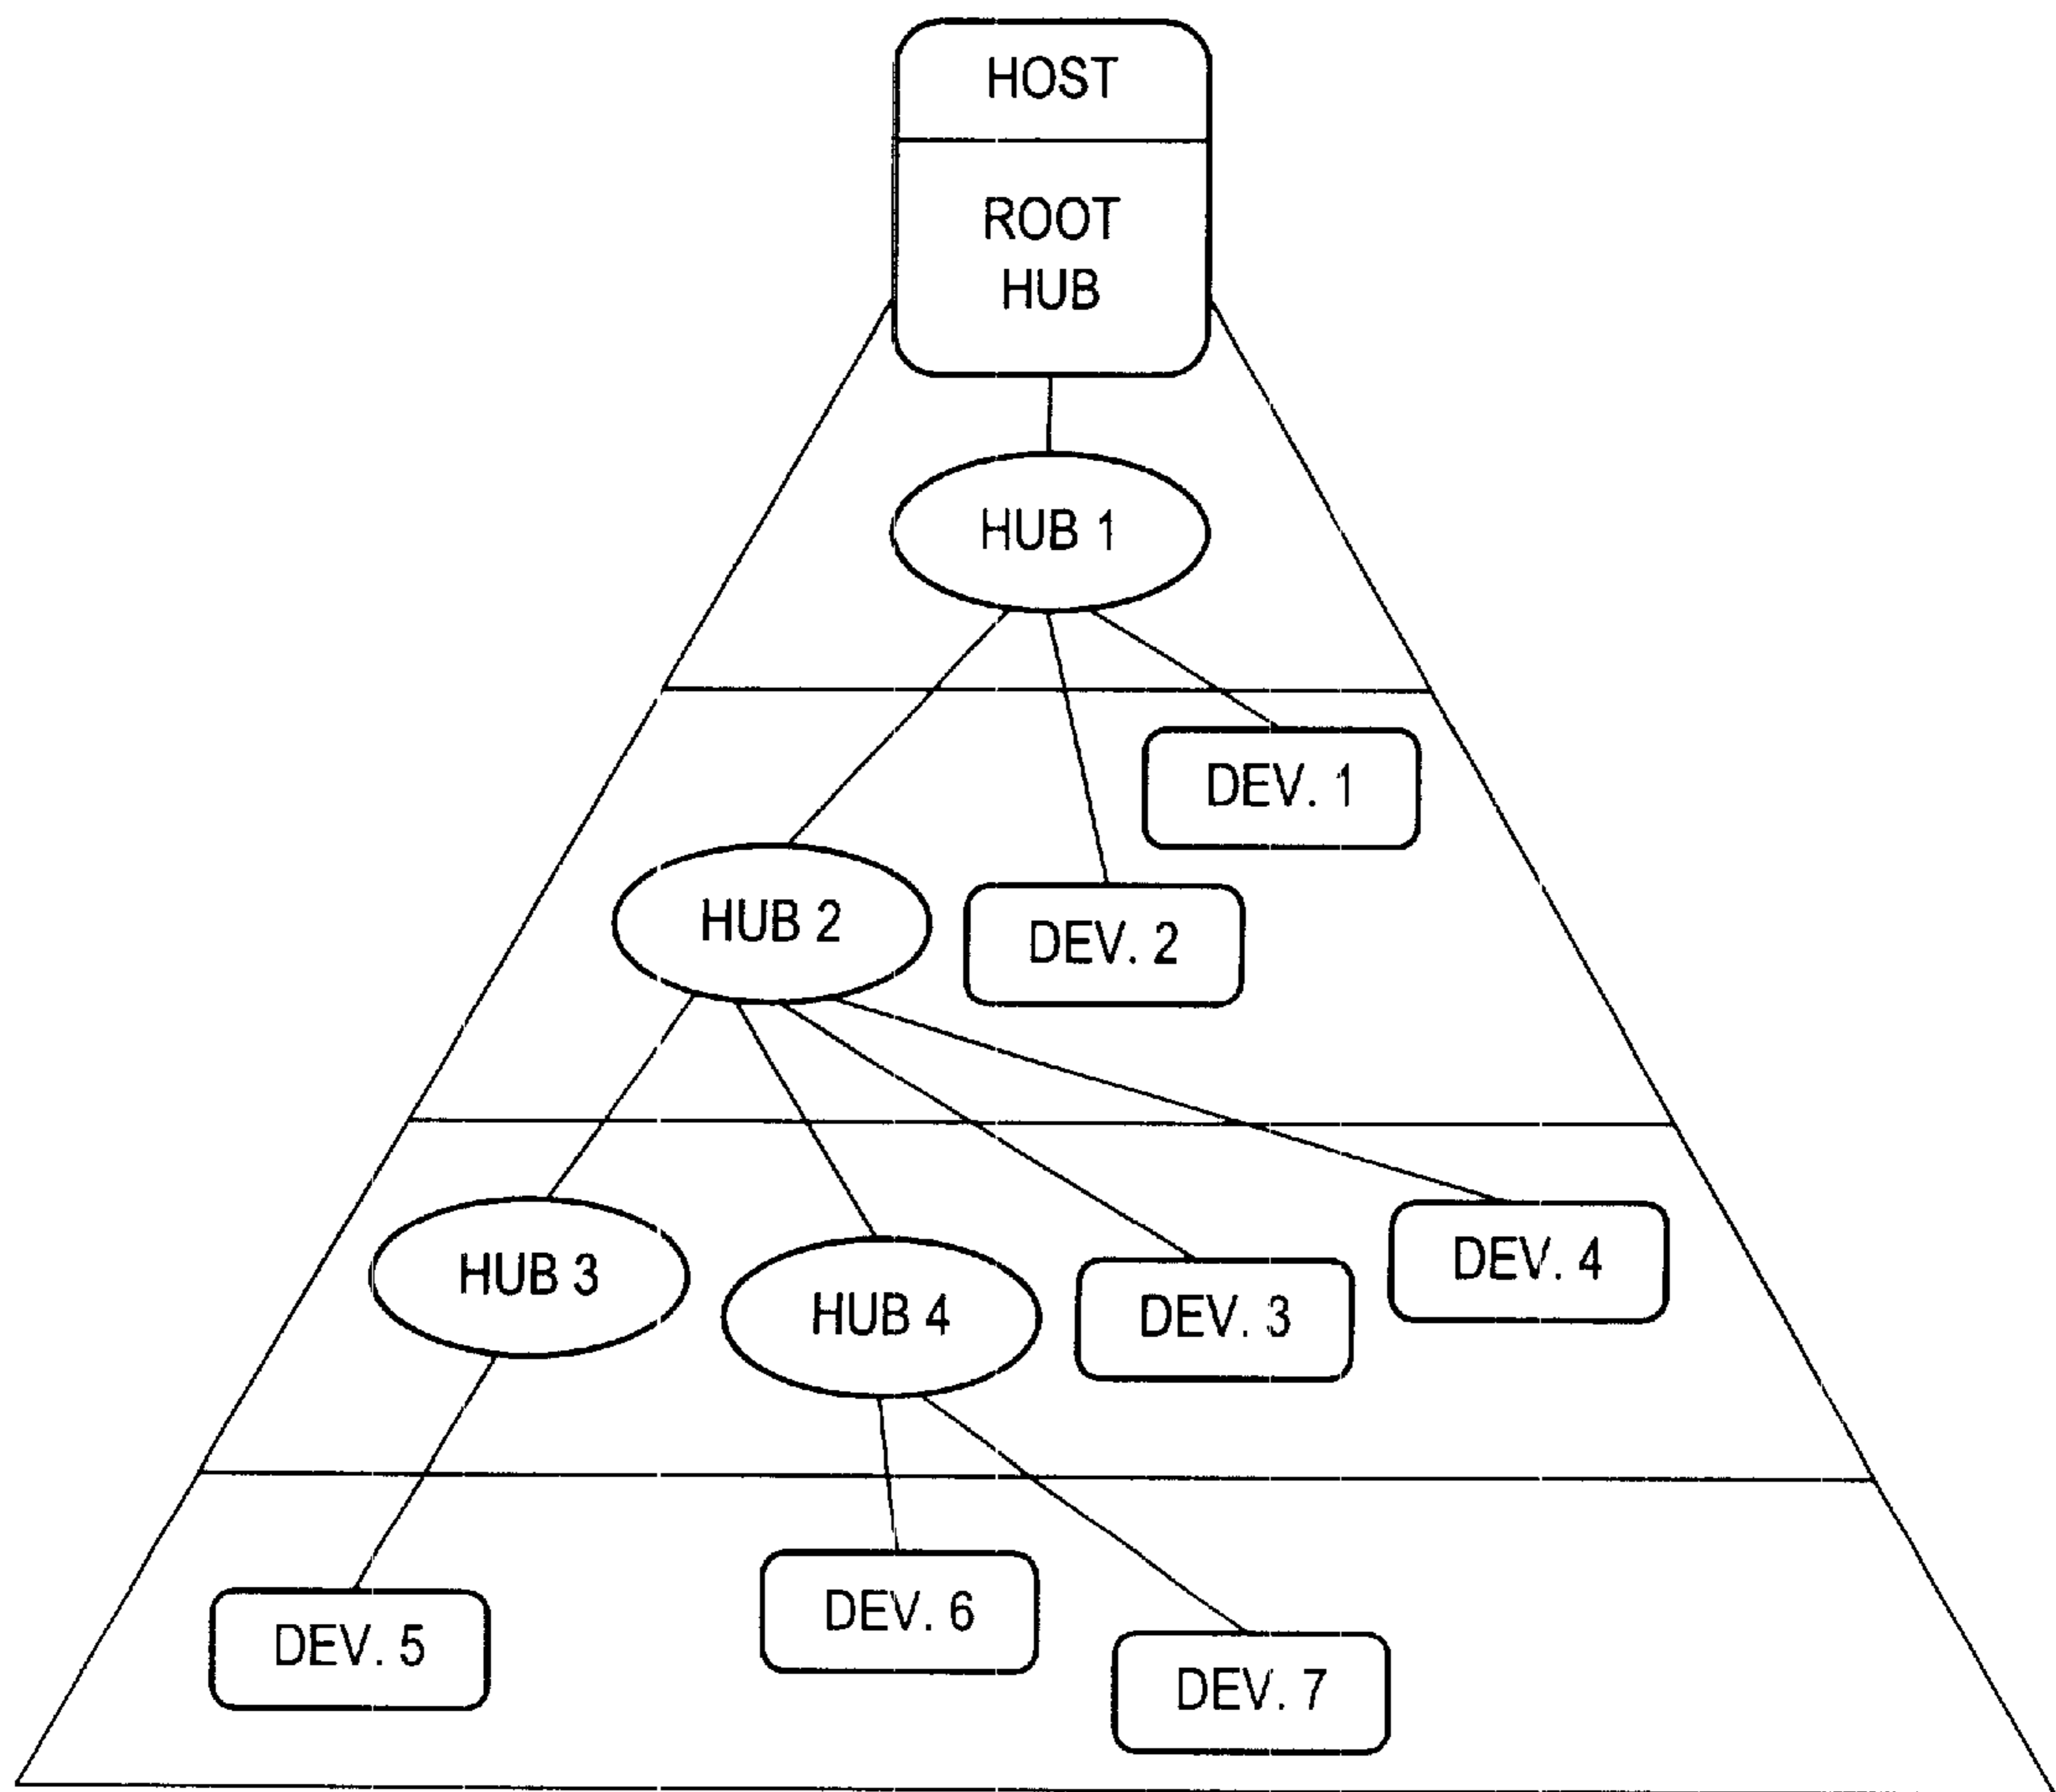 HOST
ROOT
HUB
HUB 1
DEV. 1
HUB 2
DEV. 2
HUB 3
HUB 4
DEV. 3
DEV. 4
DEV. 5
DEV. 6
DEV. 7